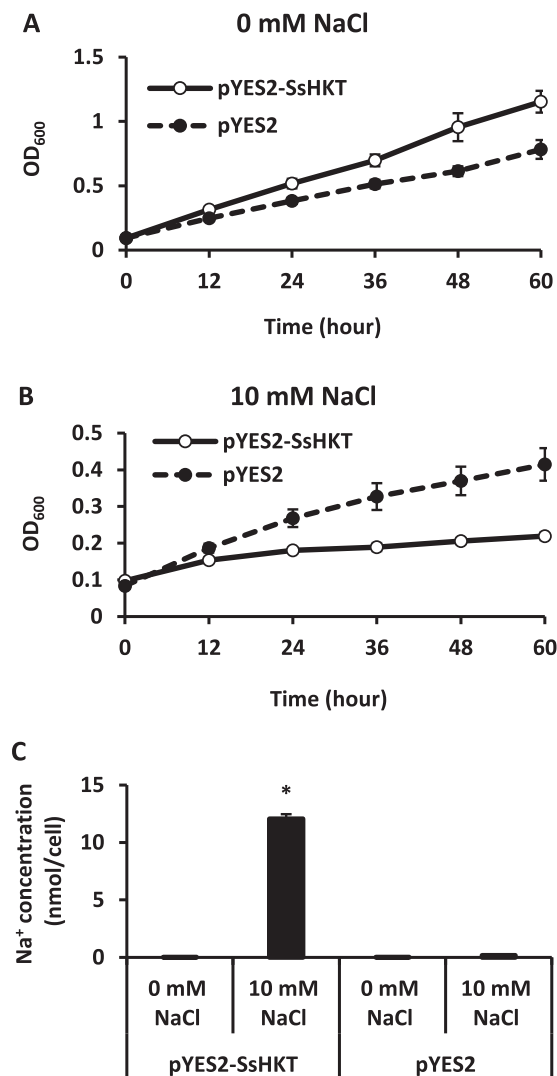 A
0 mM NaCl
1.5
1
0.5
0
OD600
pYES2-SsHKT
pYES2
0 12 24 36 48 60
Time (hour)
B
10 mM NaCl
0.5
0.4
0.3
0.2
0.1
0
OD600
pYES2-SsHKT
pYES2
0 12 24 36 48 60
Time (hour)
C
Na+ concentration
(nmol/cell)
15
10
5
0
*
0 mM 10 mM 0 mM 10 mM
NaCl NaCl NaCl NaCl
pYES2-SsHKT pYES2